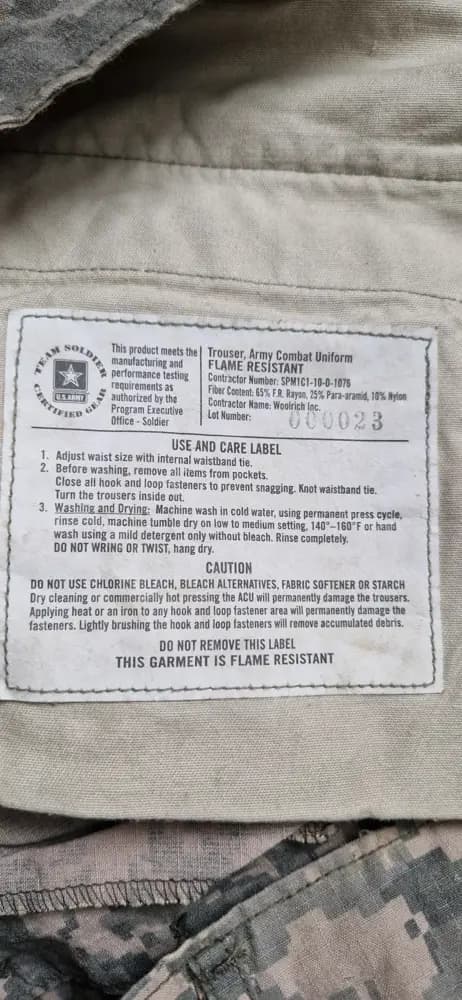 TEAM SOLDIER
U.S. ARMY
CERTIFIED GEAR
This product meets the
manufacturing and
performance testing
requirements as
authorized by the
Program Executive
Office - Soldier
Trouser, Army Combat Uniform
FLAME RESISTANT
Contractor Number: SPM1C1-10-D-1076
Fiber Content: 65% F.R. Rayon, 25% Para-aramid, 10% Nylon
Contractor Name: Woolrich Inc.
Lot Number: 000023
USE AND CARE LABEL
1. Adjust waist size with internal waistband tie.
2. Before washing, remove all items from pockets.
Close all hook and loop fasteners to prevent snagging. Knot waistband tie.
Turn the trousers inside out.
3. Washing and Drying: Machine wash in cold water, using permanent press cycle,
rinse cold, machine tumble dry on low to medium setting, 140°-160°F or hand
wash using a mild detergent only without bleach. Rinse completely.
DO NOT WRING OR TWIST, hang dry.
CAUTION
DO NOT USE CHLORINE BLEACH, BLEACH ALTERNATIVES, FABRIC SOFTENER OR STARCH
Dry cleaning or commercially hot pressing the ACU will permanently damage the trousers.
Applying heat or an iron to any hook and loop fastener area will permanently damage the
fasteners. Lightly brushing the hook and loop fasteners will remove accumulated debris.
DO NOT REMOVE THIS LABEL
THIS GARMENT IS FLAME RESISTANT